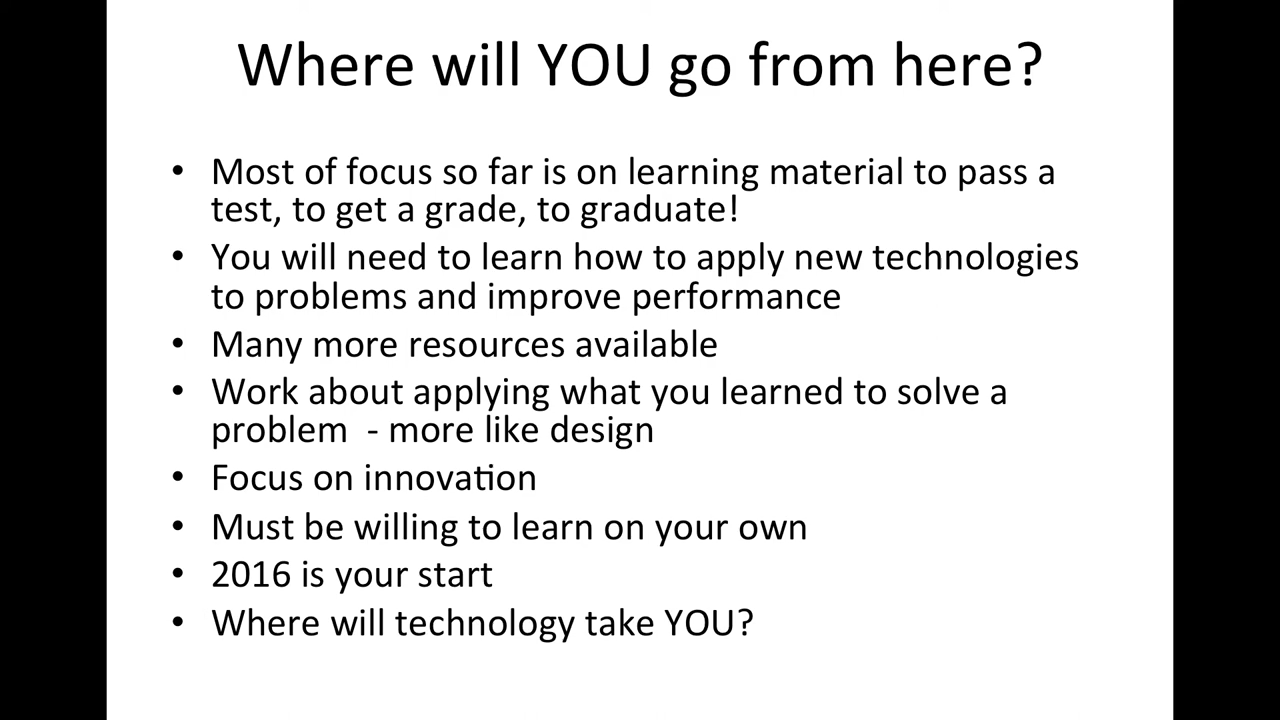 Where will YOU go from here?
• Most of focus so far is on learning material to pass a
test, to get a grade, to graduate!
• You will need to learn how to apply new technologies
to problems and improve performance
• Many more resources available
• Work about applying what you learned to solve a
problem  - more like design
• Focus on innovation
• Must be willing to learn on your own
• 2016 is your start
• Where will technology take YOU?